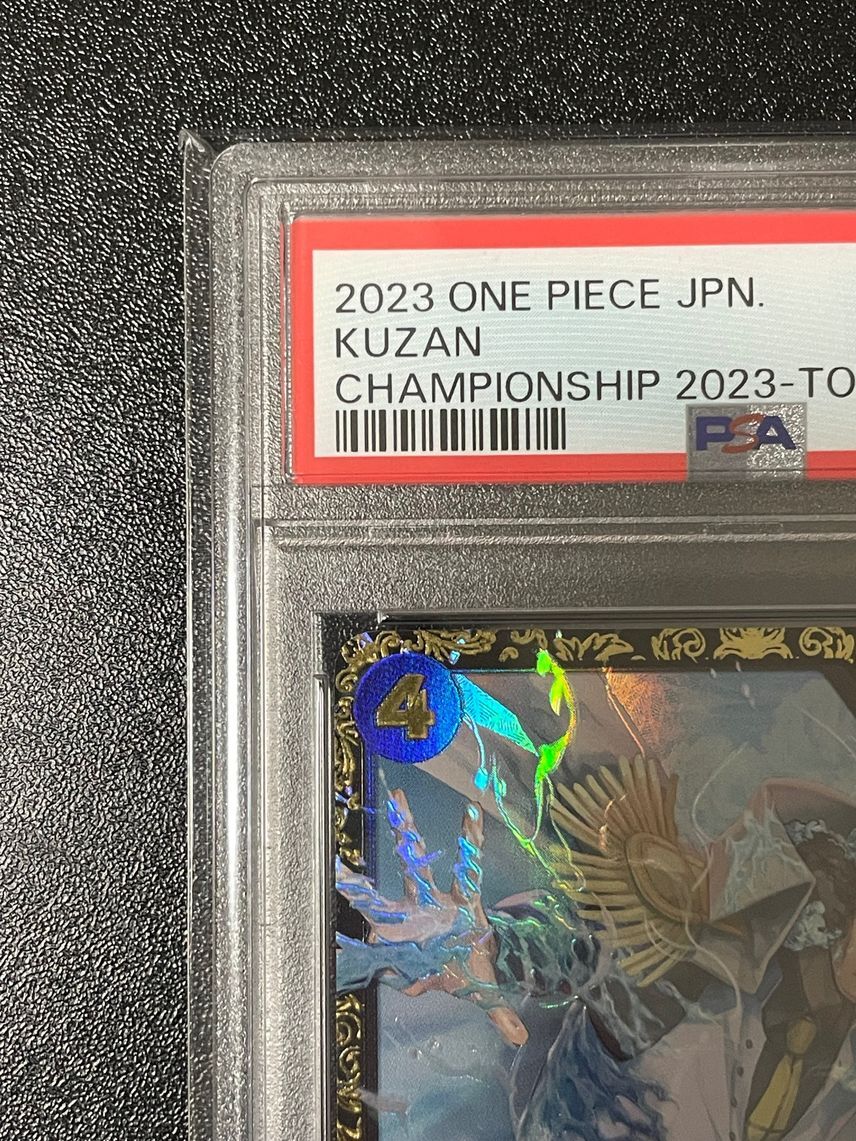 2023 ONE PIECE JPN.
KUZAN
CHAMPIONSHIP 2023-TO
PSA
4